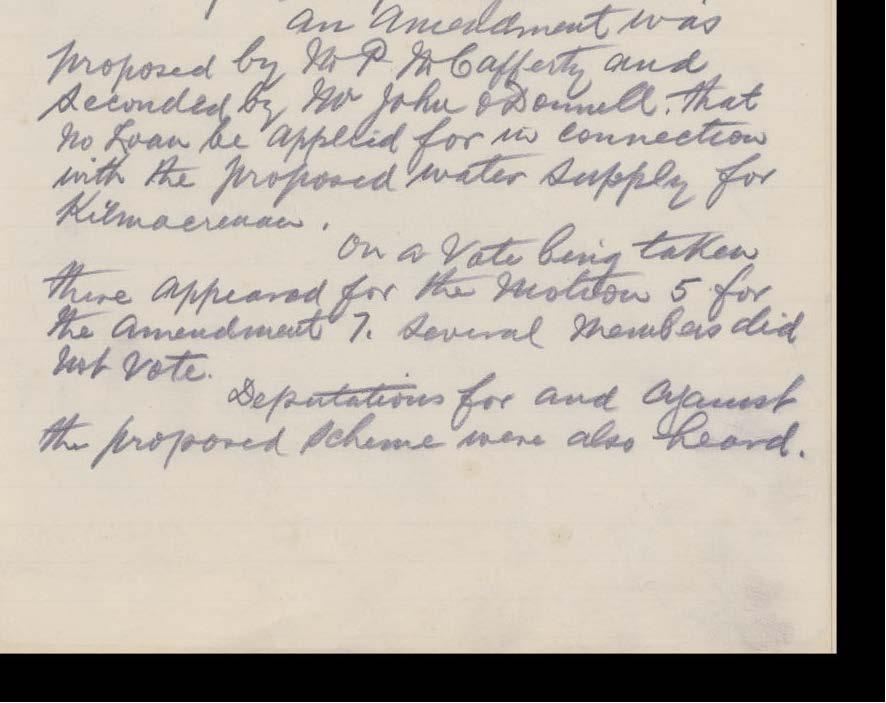 an Amendment was
proposed by Mr P McCafferty and
Seconded by Mr John O'Donnell. that
no Loan be applied for in connection
with the proposed water Supply for
Kilmacrenan.
On a Vote being taken
there appeared for the Motion 5 for
the Amendment 7. Several Members did
not Vote.
Deputations for and against
the proposed Scheme were also heard.